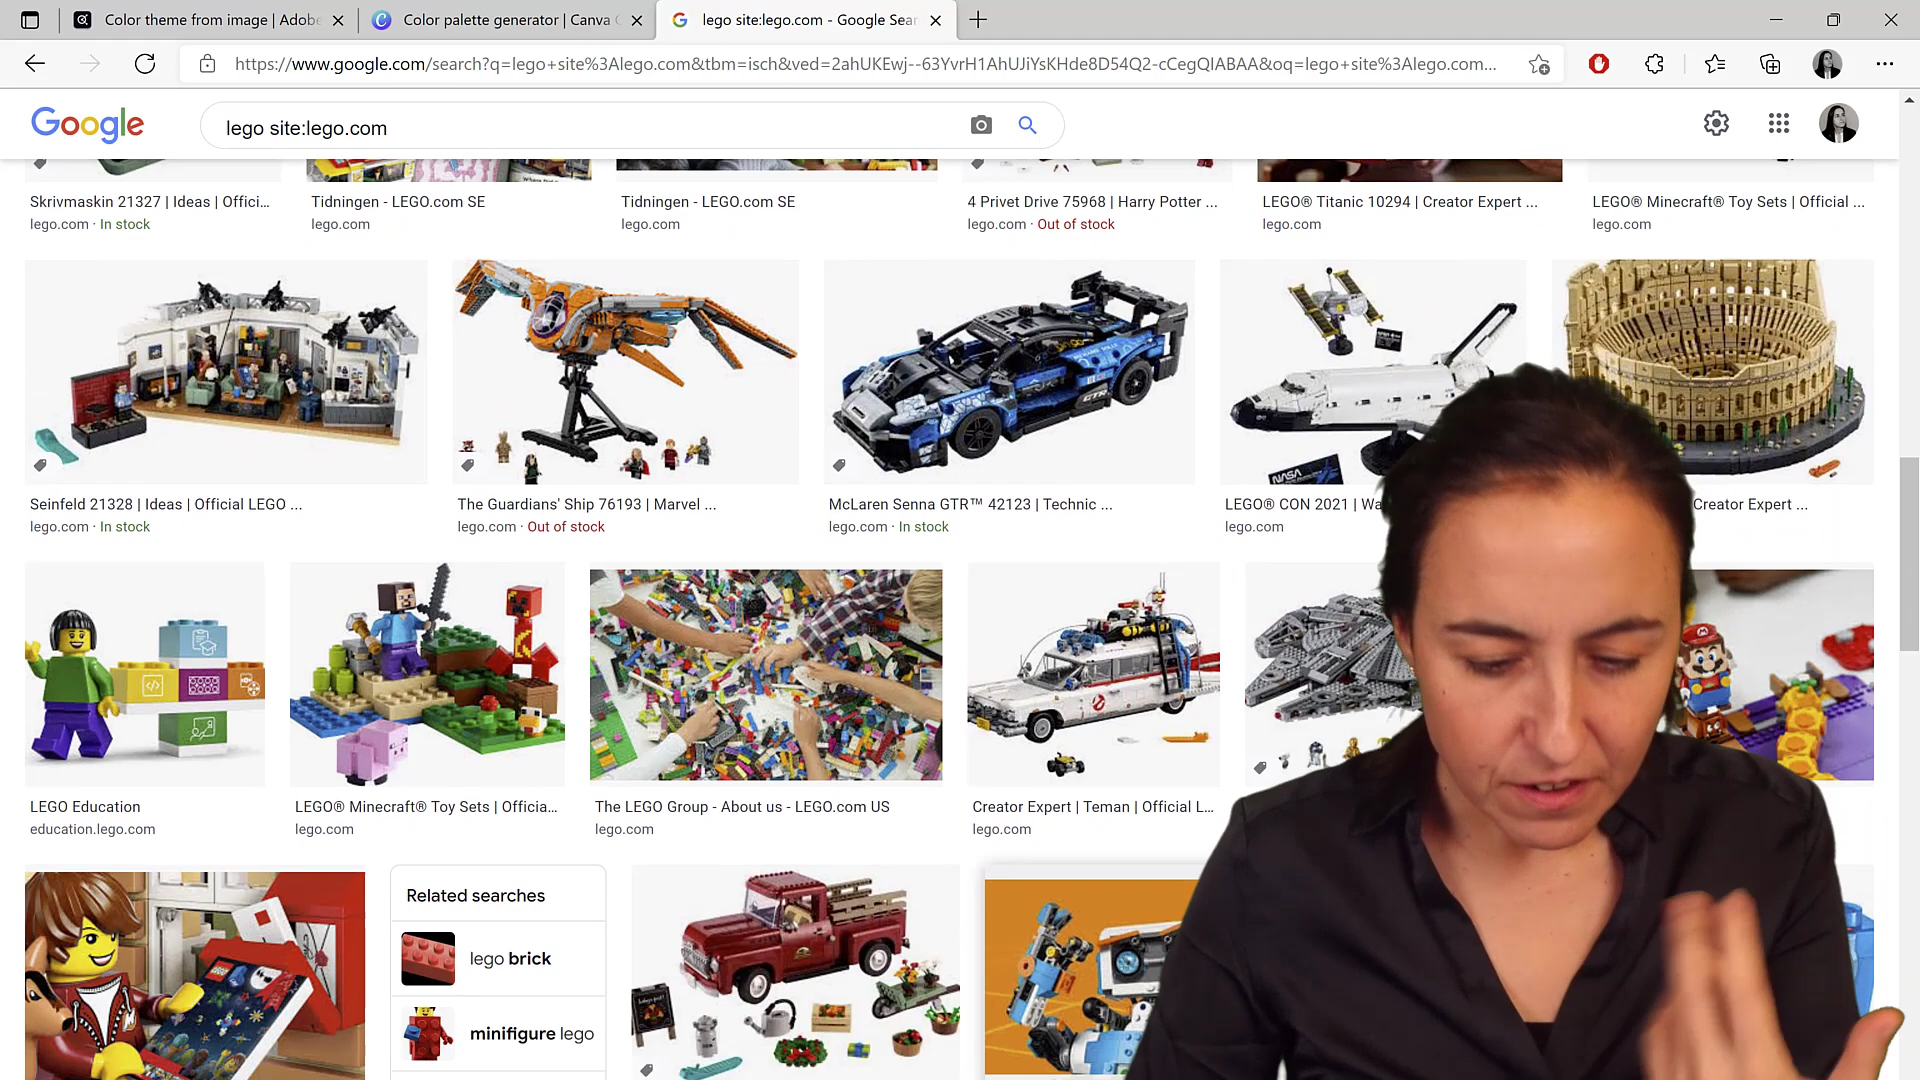 Color theme from image | Adobe
Color palette generator | Canva C
lego site:lego.com - Google Sear
https://www.google.com/search?q=lego+site%3Alego.com&tbm=isch&ved=2ahUKEwj--63YvrH1AhUJiYsKHde8D54Q2-cCegQIABAA&oq=lego+site%3Alego.com...
Google
lego site:lego.com
Skrivmaskin 21327 | Ideas | Offici...
lego.com · In stock
Tidningen - LEGO.com SE
lego.com
Tidningen - LEGO.com SE
lego.com
4 Privet Drive 75968 | Harry Potter ...
lego.com · Out of stock
LEGO® Titanic 10294 | Creator Expert ...
lego.com
LEGO® Minecraft® Toy Sets | Official ...
lego.com
GTR
NASA
Seinfeld 21328 | Ideas | Official LEGO ...
lego.com · In stock
The Guardians' Ship 76193 | Marvel ...
lego.com · Out of stock
McLaren Senna GTR™ 42123 | Technic ...
lego.com · In stock
LEGO® CON 2021 | Wa
lego.com
Creator Expert ...
LEGO Education
education.lego.com
LEGO® Minecraft® Toy Sets | Officia...
lego.com
The LEGO Group - About us - LEGO.com US
lego.com
Creator Expert | Teman | Official L...
lego.com
Related searches
lego brick
minifigure lego